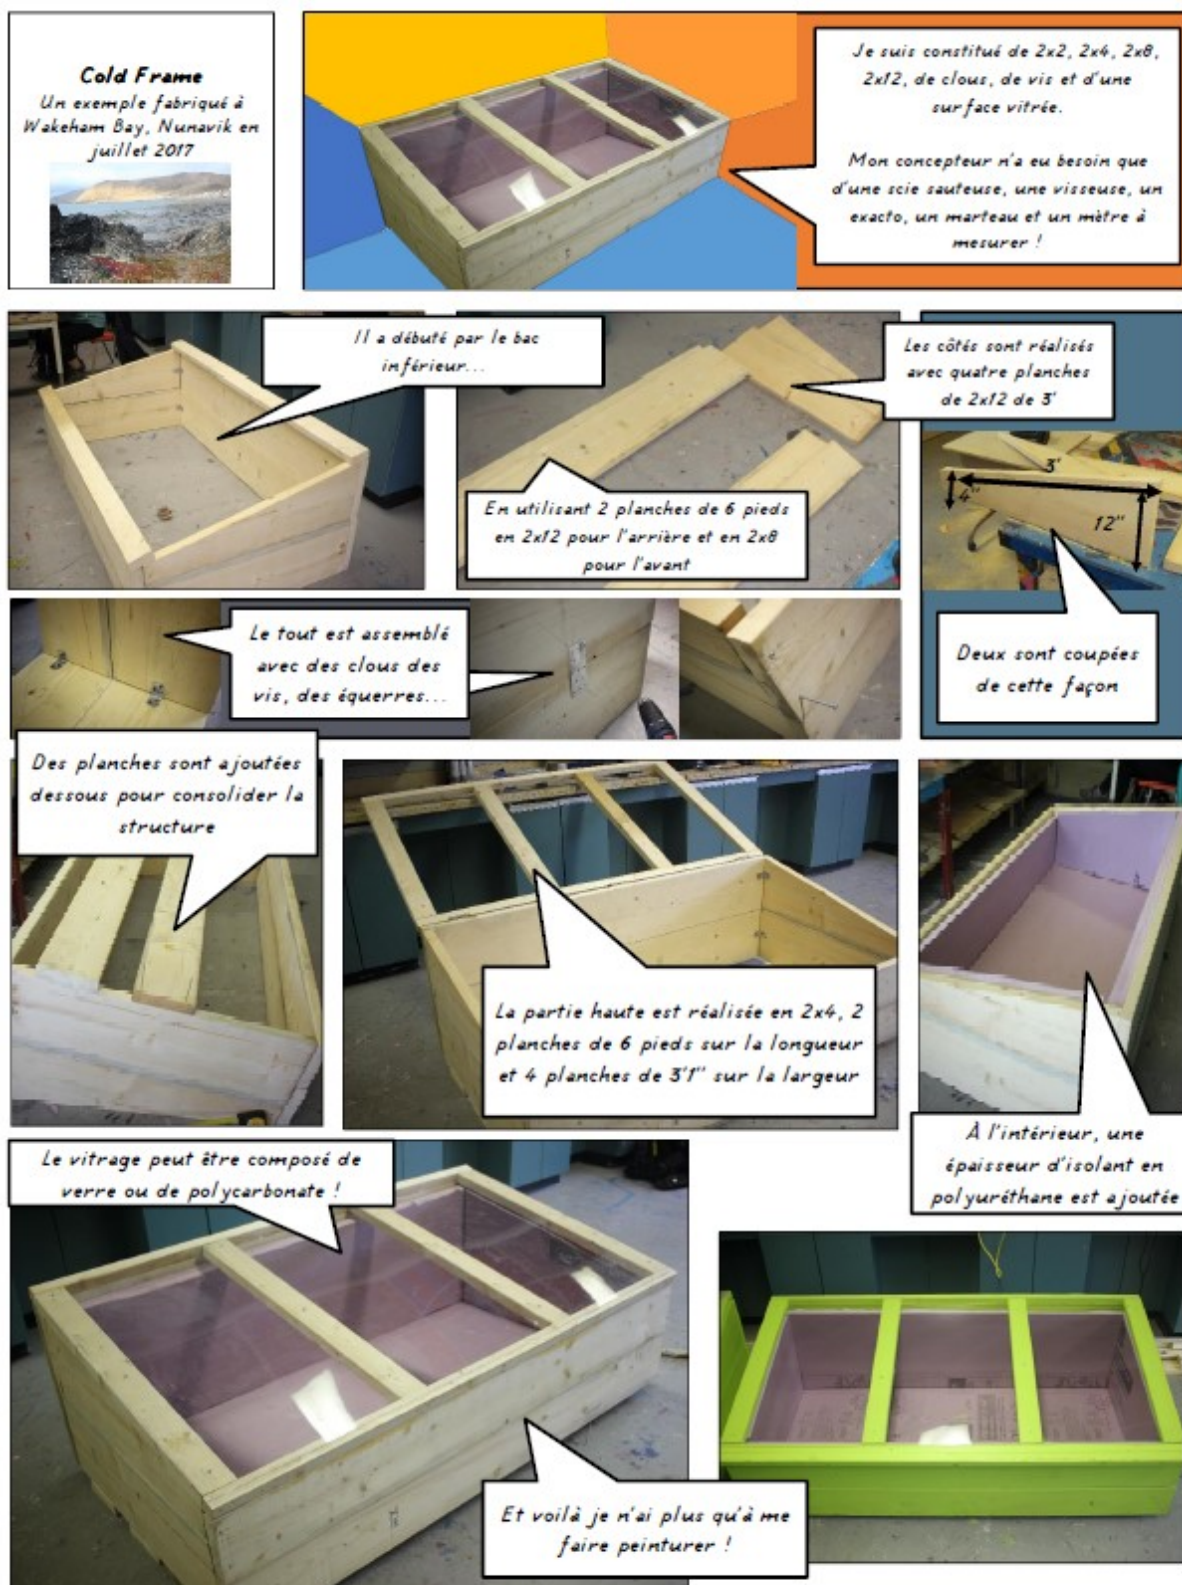 Cold Frame
Un exemple fabriqué à
Wakeham Bay, Nunavik en
juillet 2017
Je suis constitué de 2x2, 2x4, 2x8,
2x12, de clous, de vis et d'une
surface vitrée.
Mon concepteur n'a eu besoin que
d'une scie sauteuse, une visseuse, un
exacto, un marteau et un mètre à
mesurer !
Il a débuté par le bac
inférieur...
Les côtés sont réalisés
avec quatre planches
de 2x12 de 3'
En utilisant 2 planches de 6 pieds
en 2x12 pour l'arrière et en 2x8
pour l'avant
3'
4"
12"
Deux sont coupées
de cette façon
Le tout est assemblé
avec des clous des
vis, des équerres...
Des planches sont ajoutées
dessous pour consolider la
structure
La partie haute est réalisée en 2x4, 2
planches de 6 pieds sur la longueur
et 4 planches de 3'1'' sur la largeur
À l'intérieur, une
épaisseur d'isolant en
polyuréthane est ajoutée
Le vitrage peut être composé de
verre ou de polycarbonate !
Et voilà je n'ai plus qu'à me
faire peinturer !